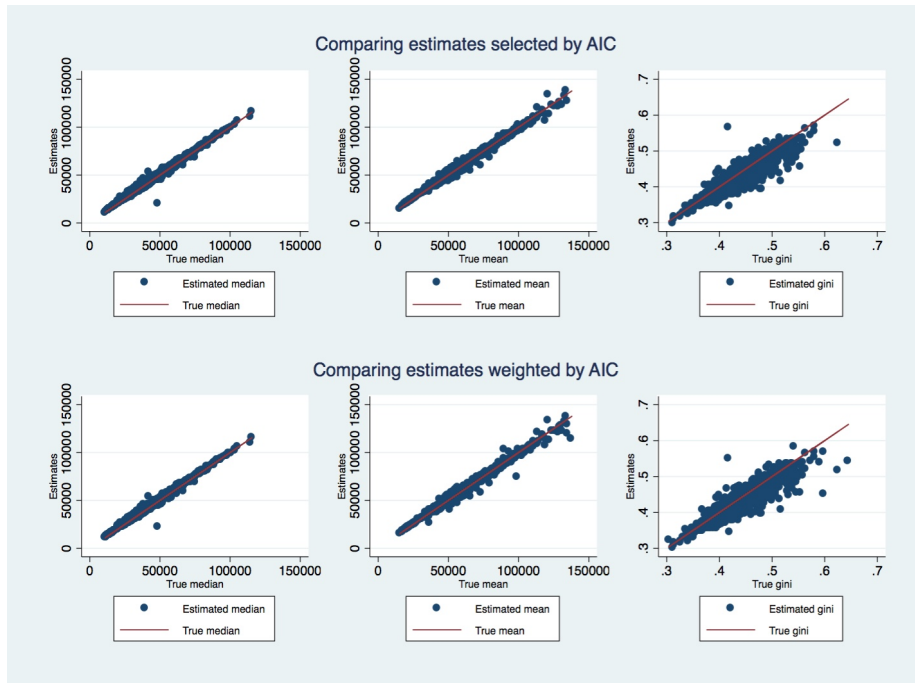 Comparing estimates selected by AIC
Estimates
0 50000 100000 150000
0 50000 100000 150000
True median
Estimated median
True median
Estimates
0 50000 100000 150000
0 50000 100000 150000
True mean
Estimated mean
True mean
Estimates
.3 .4 .5 .6 .7
.3 .4 .5 .6 .7
True gini
Estimated gini
True gini
Comparing estimates weighted by AIC
Estimates
0 50000 100000 150000
0 50000 100000 150000
True median
Estimated median
True median
Estimates
0 50000 100000 150000
0 50000 100000 150000
True mean
Estimated mean
True mean
Estimates
.3 .4 .5 .6 .7
.3 .4 .5 .6 .7
True gini
Estimated gini
True gini